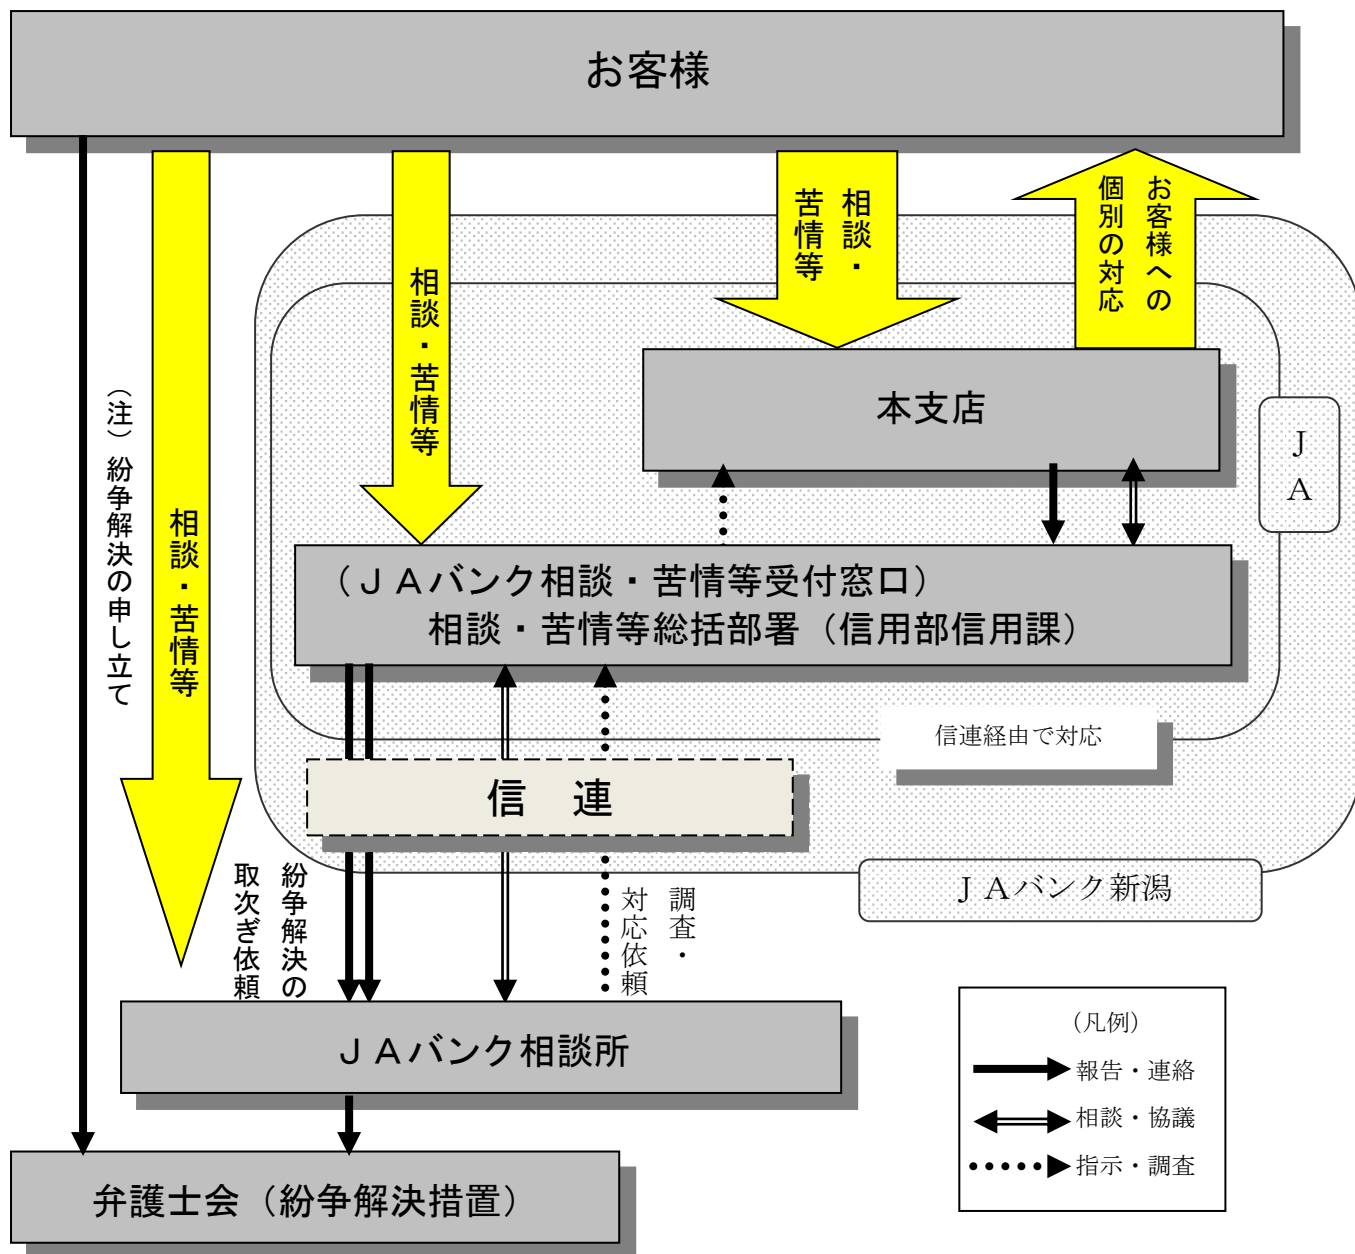 お客様
相談・
苦情等
お客様への
個別の対応
相談・苦情等
本支店
J
A
（注）紛争解決の申し立て
相談・苦情等
（ＪＡバンク相談・苦情等受付窓口）
相談・苦情等総括部署（信用部信用課）
信連経由で対応
信　連
ＪＡバンク新潟
紛争解決の
取次ぎ依頼
調査・
対応依頼
ＪＡバンク相談所
（凡例）
報告・連絡
相談・協議
指示・調査
弁護士会（紛争解決措置）